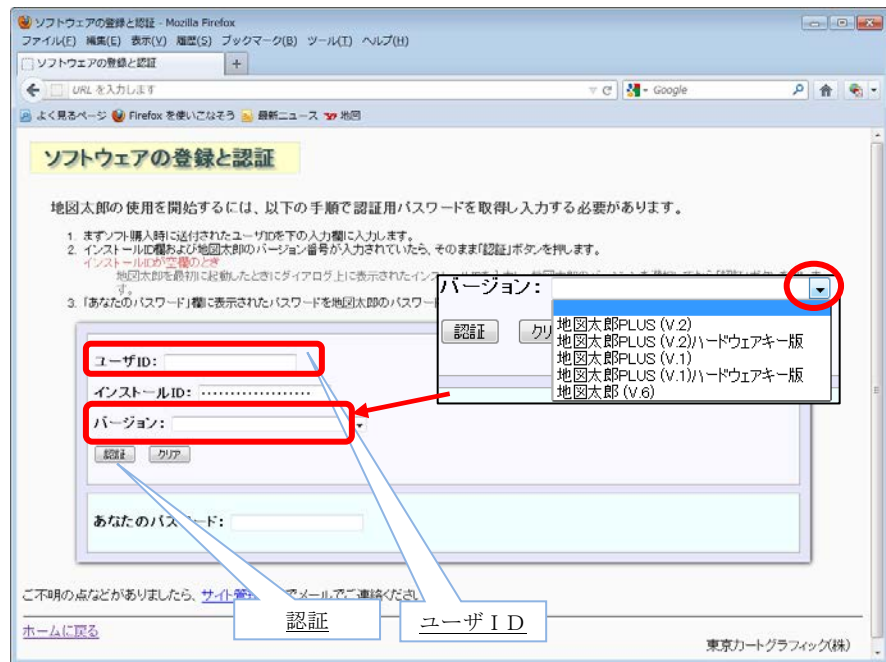 ソフトウェアの登録と認証 - Mozilla Firefox
ファイル(F) 編集(E) 表示(V) 履歴(S) ブックマーク(B) ツール(T) ヘルプ(H)
ソフトウェアの登録と認証 +
URL を入力します Google
よく見るページ Firefox を使いこなそう 最新ニュース 地図
ソフトウェアの登録と認証
地図太郎の使用を開始するには、以下の手順で認証用パスワードを取得し入力する必要があります。
1. まずソフト購入時に送付されたユーザIDを下の入力欄に入力します。
2. インストールID欄および地図太郎のバージョン番号が入力されていたら、そのまま「認証」ボタンを押します。
インストールIDが空欄のとき
地図太郎を最初に起動したときにダイアログ上に表示されたインス
す。
3. 「あなたのパスワード」欄に表示されたパスワードを地図太郎のパスワー
バージョン:
認証 クリ
地図太郎PLUS (V.2)
地図太郎PLUS (V.2)ハードウェアキー版
地図太郎PLUS (V.1)
地図太郎PLUS (V.1)ハードウェアキー版
地図太郎 (V.6)
ユーザID:
インストールID: ...................
バージョン:
認証 クリア
あなたのパスワード:
ご不明の点などがありましたら、サイト管 でメールでご連絡くださ
認証
ユーザＩＤ
ホームに戻る
東京カートグラフィック(株)